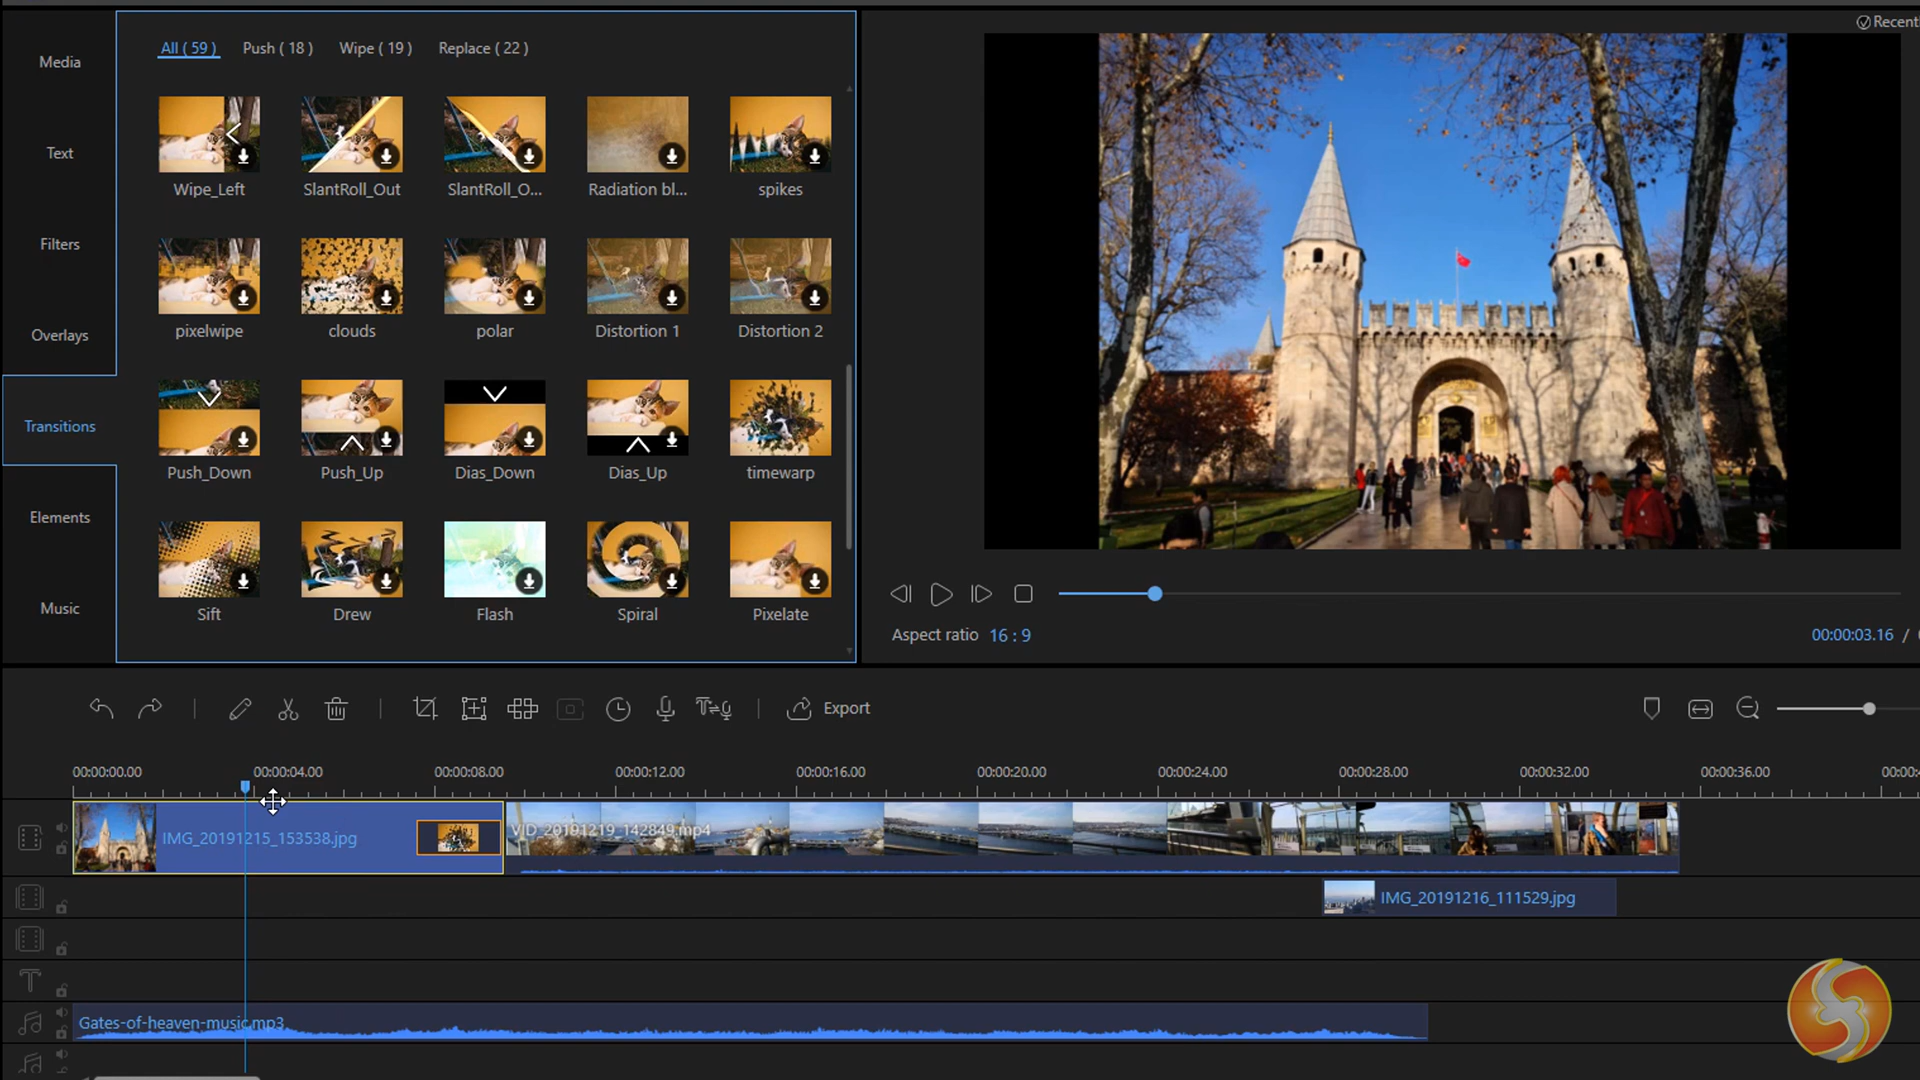 Recent
Media
Text
Filters
Overlays
Transitions
Elements
Music
All ( 59 )
Push ( 18 )
Wipe ( 19 )
Replace ( 22 )
Wipe_Left
SlantRoll_Out
SlantRoll_O...
Radiation bl...
spikes
pixelwipe
clouds
polar
Distortion 1
Distortion 2
Push_Down
Push_Up
Dias_Down
Dias_Up
timewarp
Sift
Drew
Flash
Spiral
Pixelate
Aspect ratio 16 : 9
00:00:03.16 /
Export
00:00:00.00
00:00:04.00
00:00:08.00
00:00:12.00
00:00:16.00
00:00:20.00
00:00:24.00
00:00:28.00
00:00:32.00
00:00:36.00
IMG_20191215_153538.jpg
VID_20191219_142849.mp4
IMG_20191216_111529.jpg
Gates-of-heaven-music.mp3